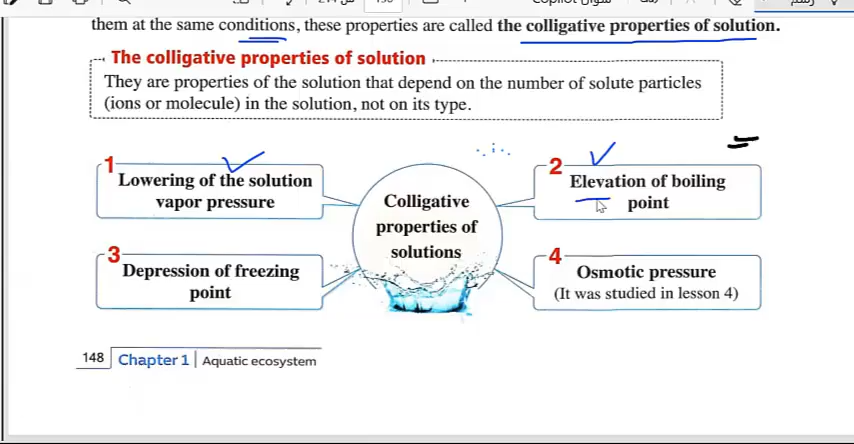 Copilot
them at the same conditions, these properties are called the colligative properties of solution.
The colligative properties of solution
They are properties of the solution that depend on the number of solute particles
(ions or molecule) in the solution, not on its type.
1
Lowering of the solution
vapor pressure
Colligative
properties of
solutions
2
Elevation of boiling
point
3
Depression of freezing
point
4
Osmotic pressure
(It was studied in lesson 4)
148 Chapter 1 | Aquatic ecosystem